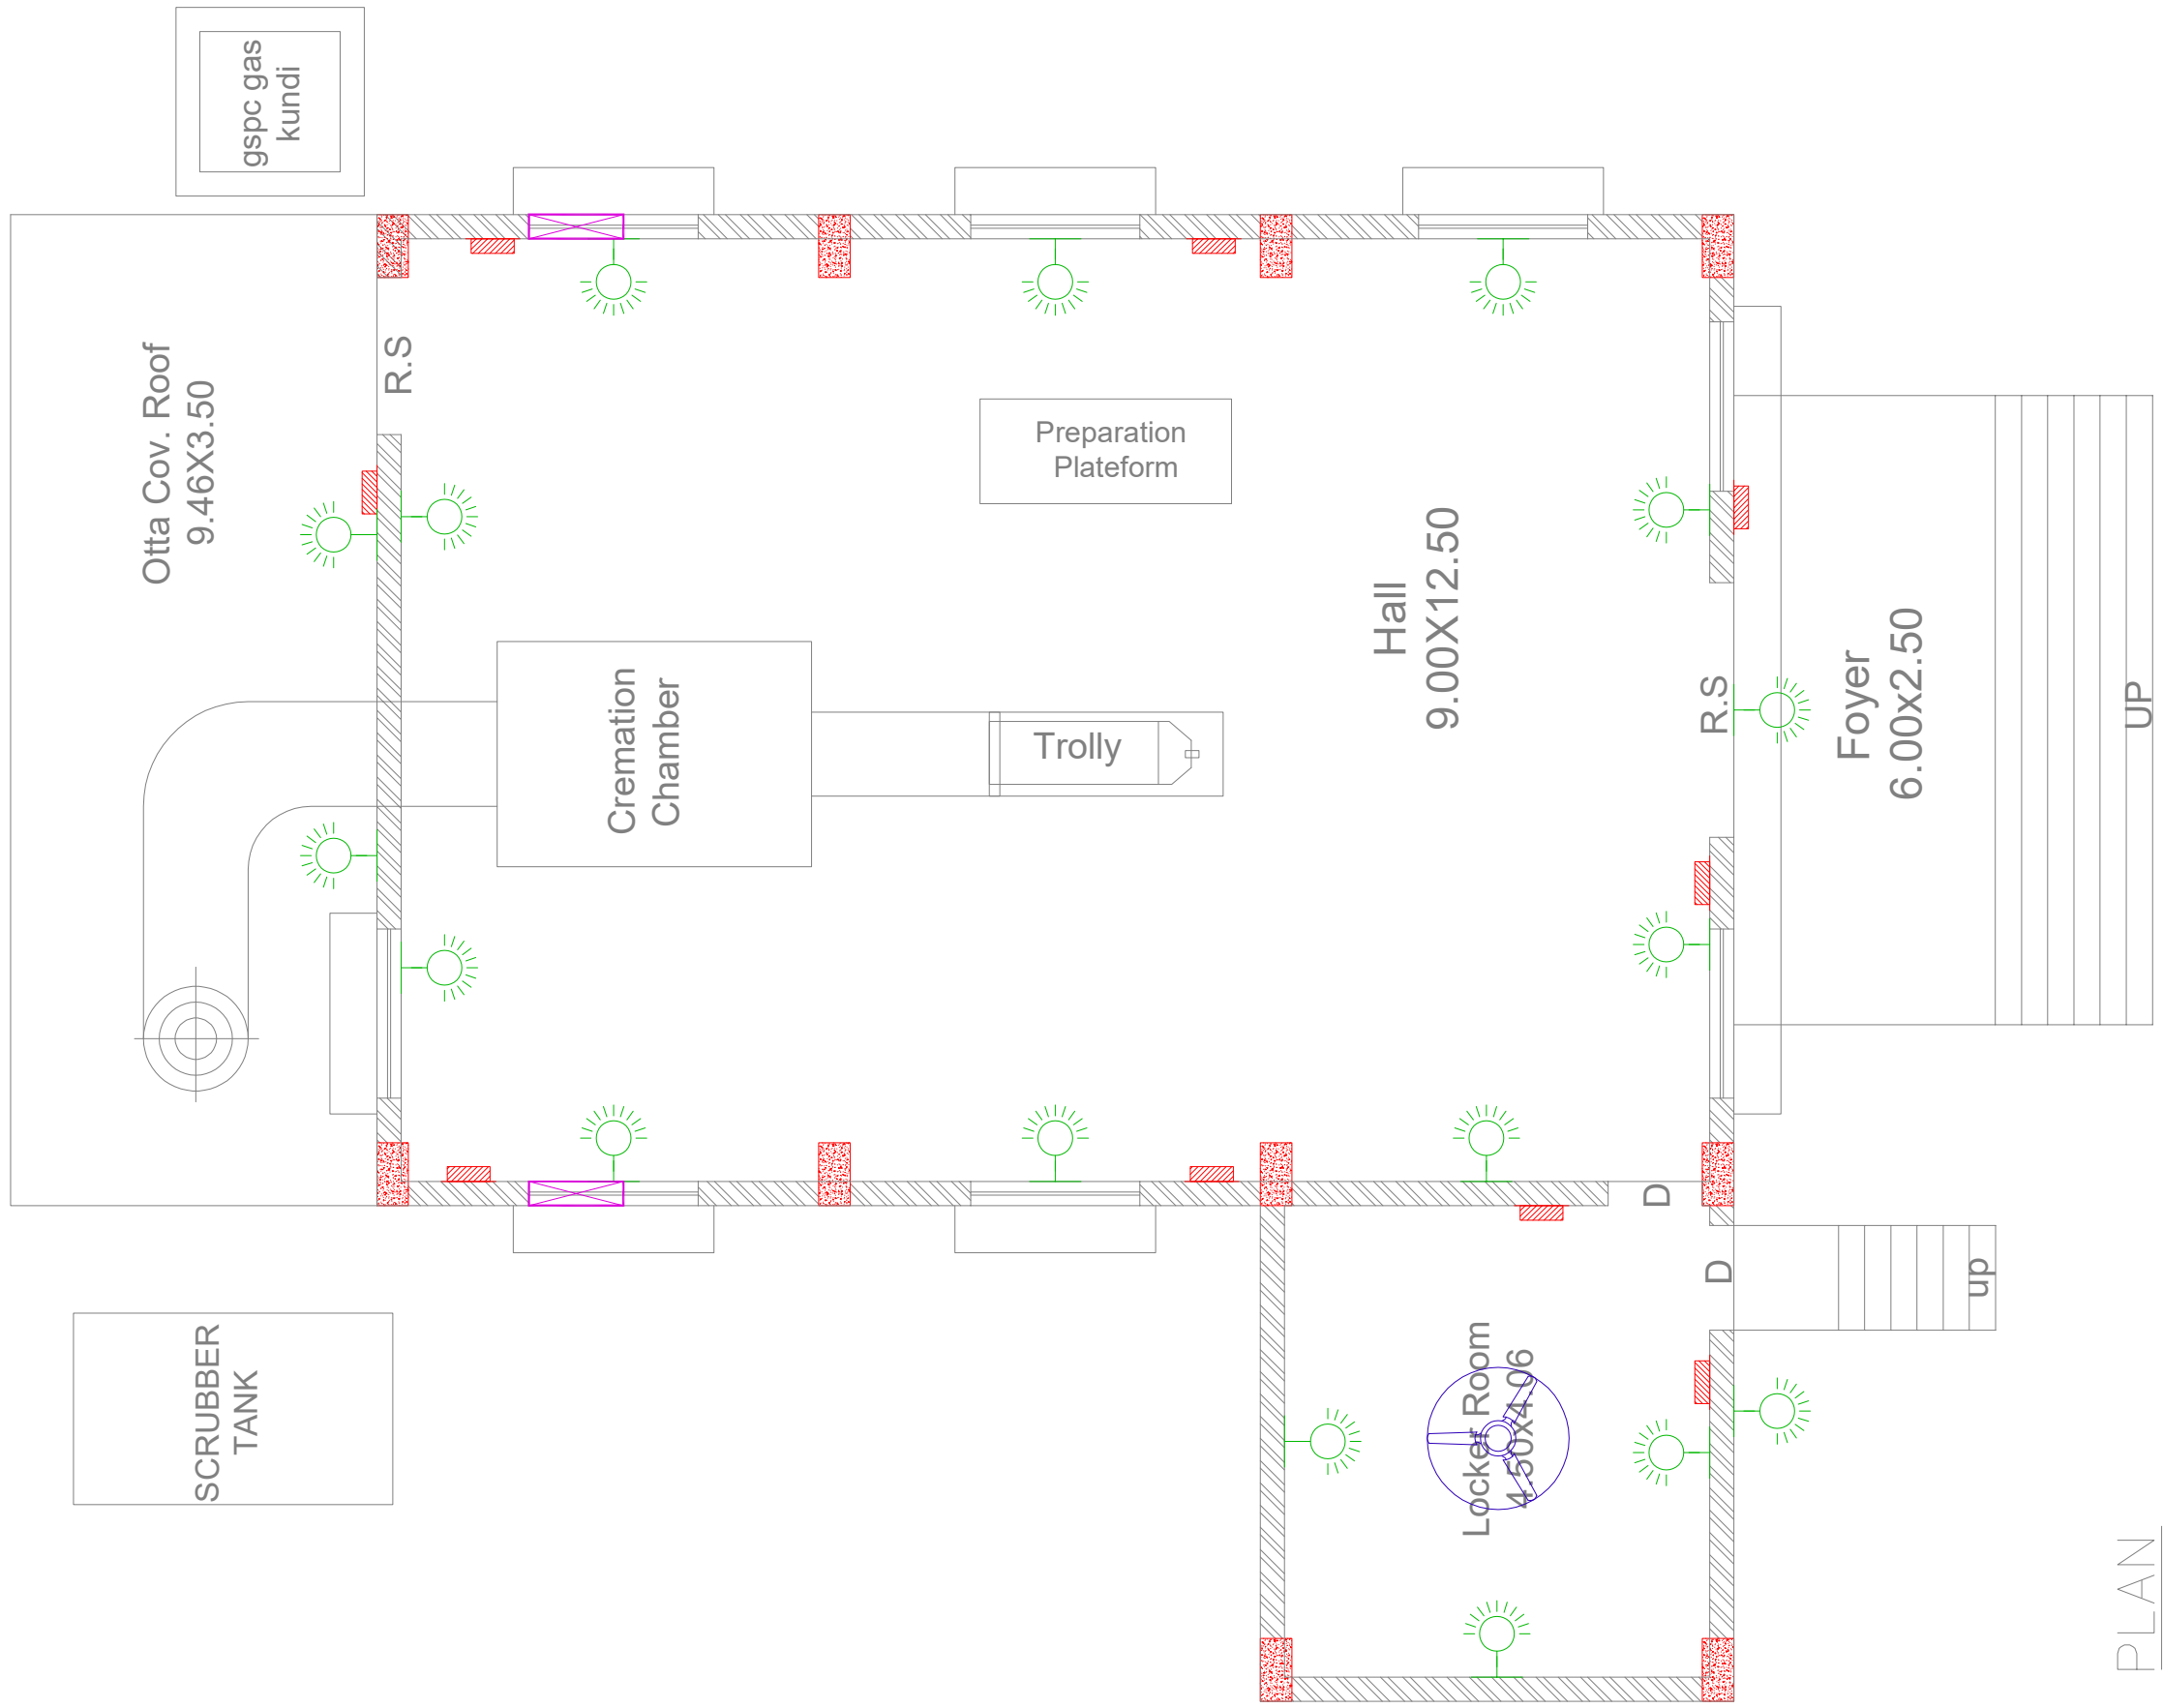 gspc gas
kundi
Otta Cov. Roof
9.46X3.50
R.S
Preparation
Plateform
Hall
9.00X12.50
Cremation
Chamber
Trolly
R.S
Foyer
6.00x2.50
UP
D
D
up
SCRUBBER
TANK
Locker Room
4.50x4.06
PLAN